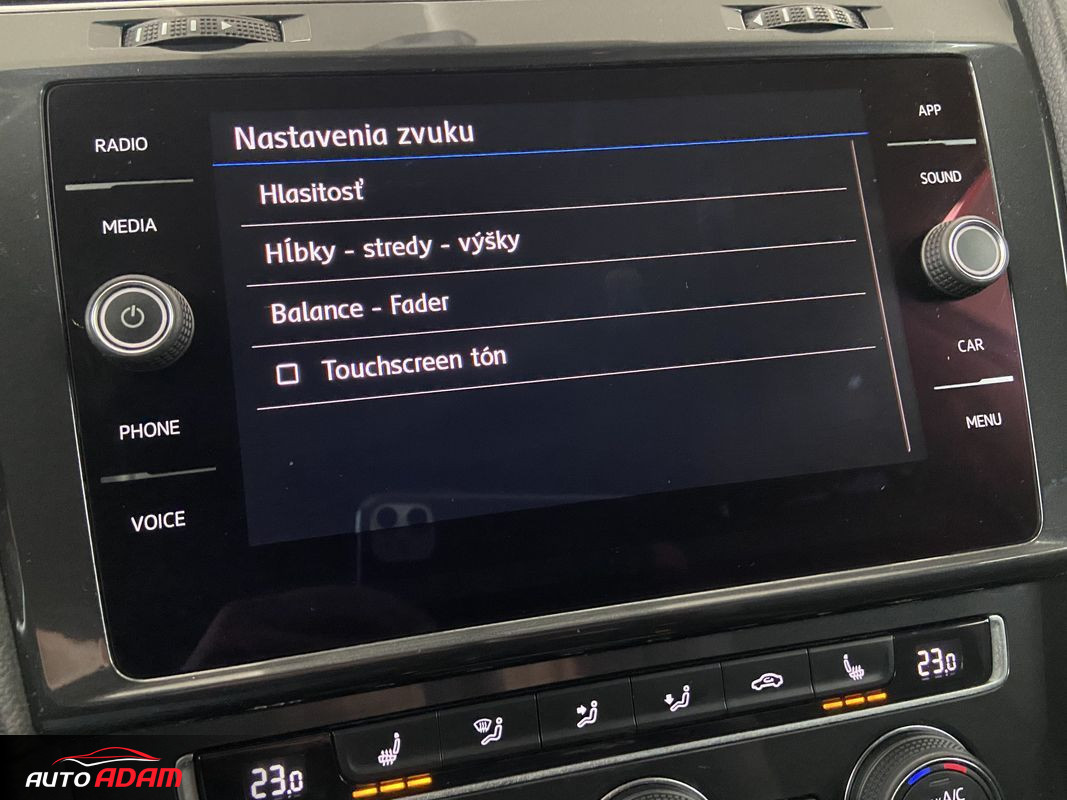 RADIO
MEDIA
PHONE
VOICE
Nastavenia zvuku
Hlasitosť
Hĺbky - stredy - výšky
Balance - Fader
Touchscreen tón
APP
SOUND
CAR
MENU
23.0
23.0
A/C
AUTO ADAM